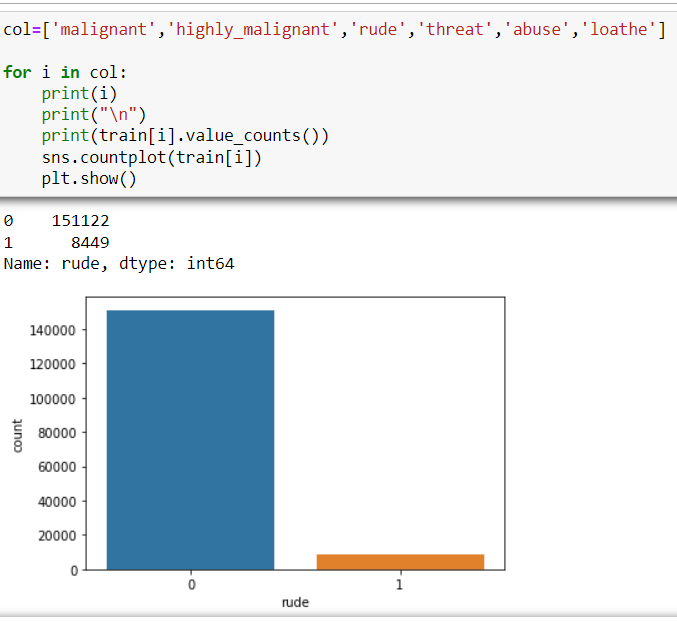 col=['malignant','highly_malignant','rude','threat','abuse','loathe']
for i in col:
    print(i)
    print("\n")
    print(train[i].value_counts())
    sns.countplot(train[i])
    plt.show()
0    151122
1      8449
Name: rude, dtype: int64
140000
120000
100000
80000
60000
40000
20000
0
count
0
1
rude